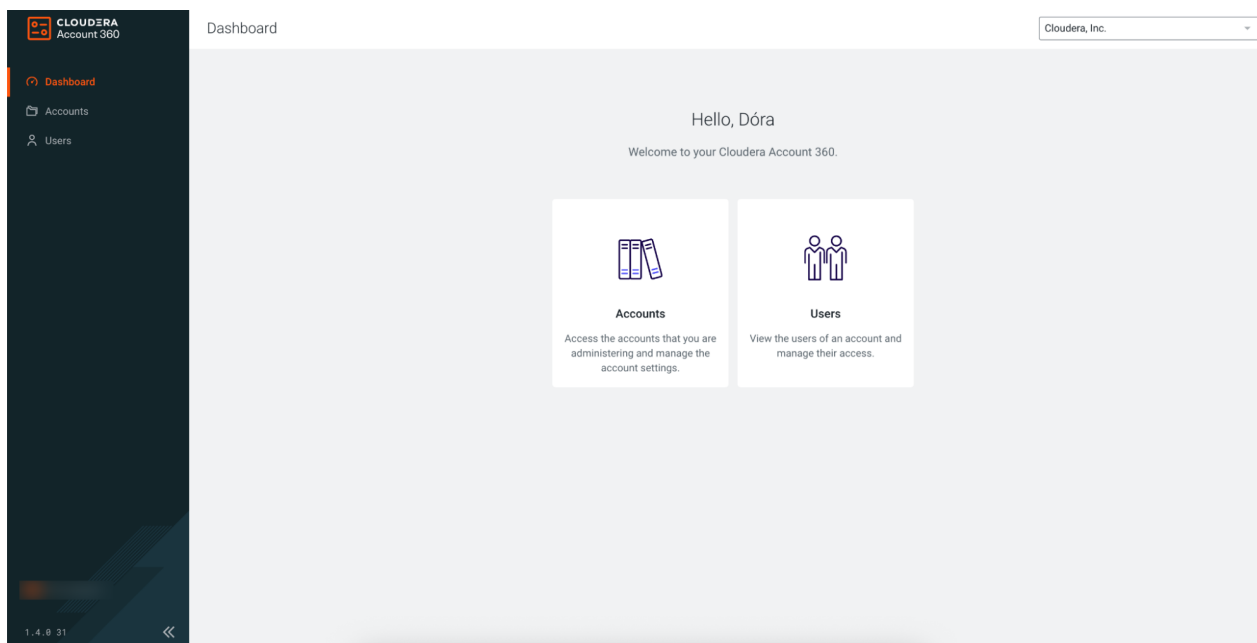 CLOUDERA
Account 360
Dashboard
Cloudera, Inc.
Dashboard
Accounts
Users
Hello, Dóra
Welcome to your Cloudera Account 360.
Accounts
Access the accounts that you are
administering and manage the
account settings.
Users
View the users of an account and
manage their access.
1.4.0 31